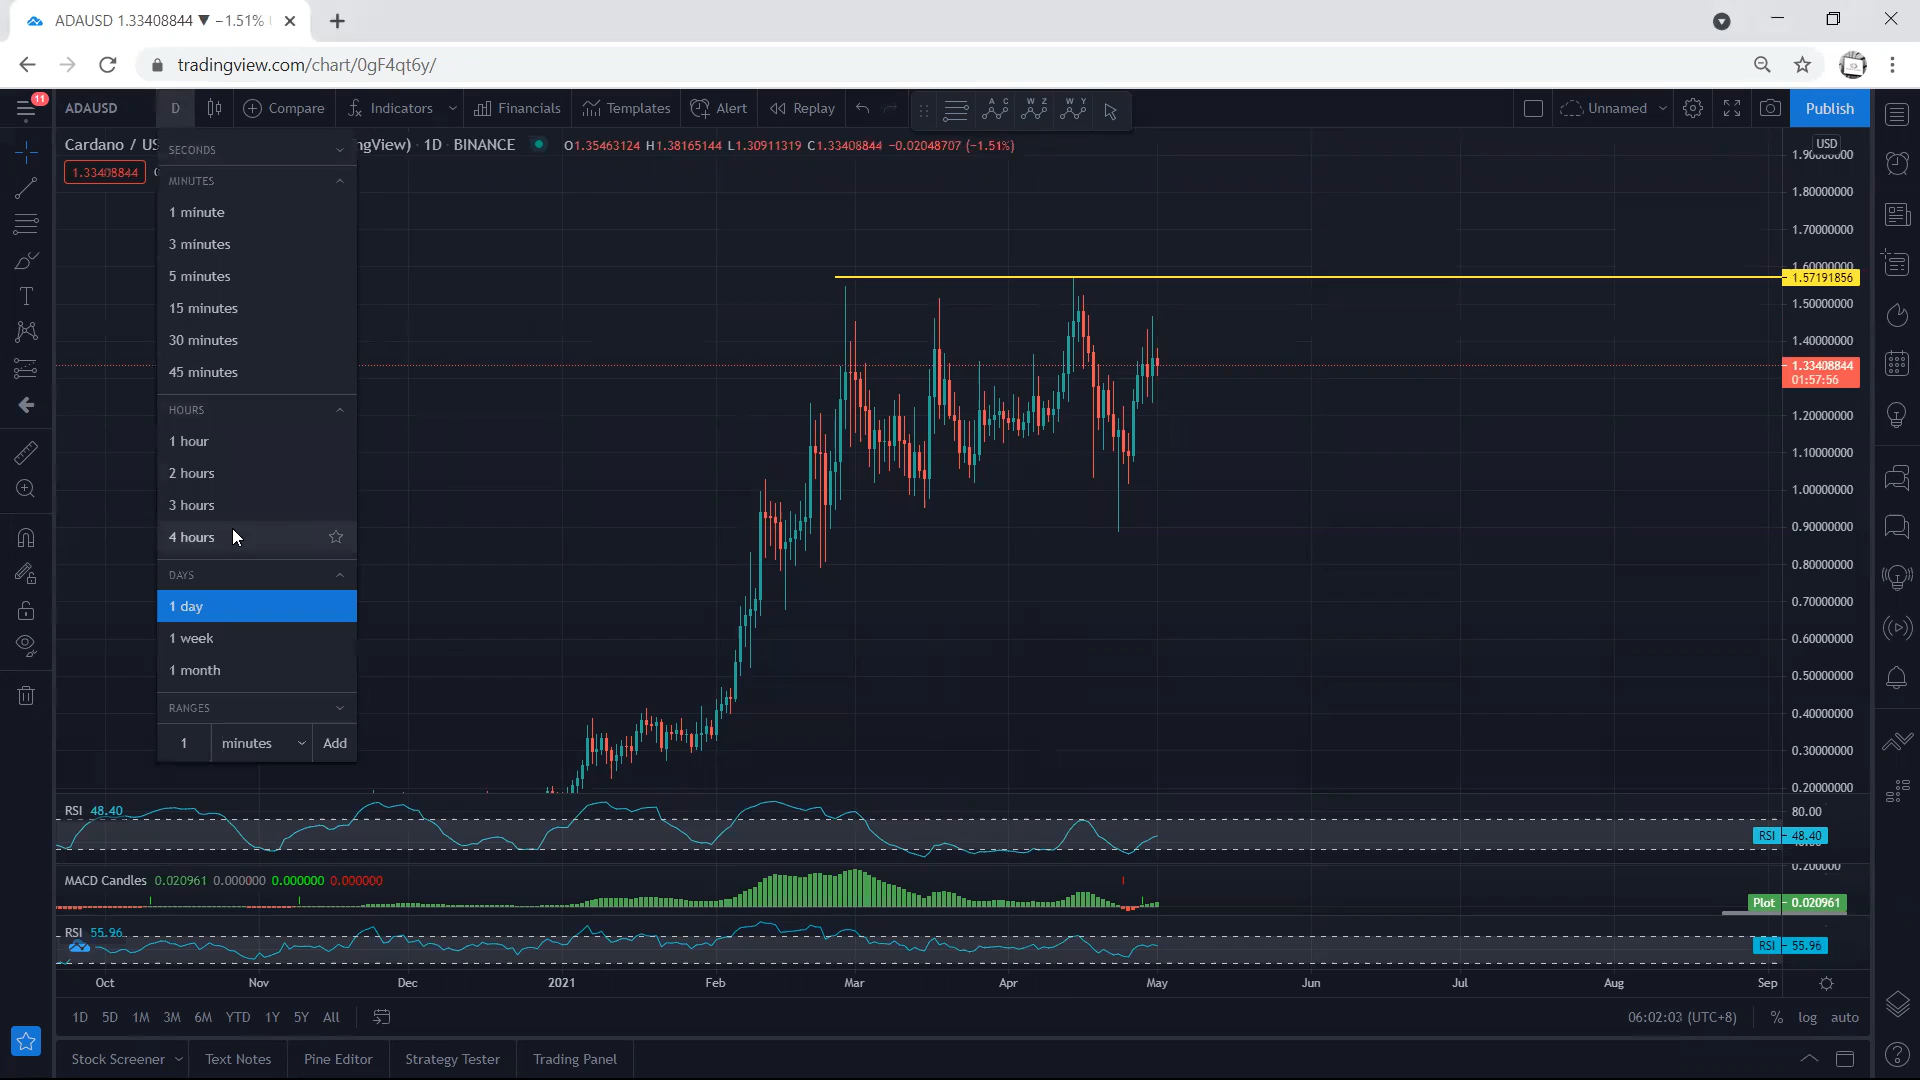 ADAUSD 1.33408844 ▼ −1.51%
tradingview.com/chart/0gF4qt6y/
11
ADAUSD D Compare Indicators Financials Templates Alert Replay A C W Z W Y Unnamed Publish
Cardano / US gView) 1D BINANCE O1.35463124 H1.38165144 L1.30911319 C1.33408844 −0.02048707 (−1.51%)
1.33408844
SECONDS
MINUTES
1 minute
3 minutes
5 minutes
15 minutes
30 minutes
45 minutes
HOURS
1 hour
2 hours
3 hours
4 hours
DAYS
1 day
1 week
1 month
RANGES
1 minutes Add
USD
1.90000000
1.80000000
1.70000000
1.60000000
1.57191856
1.50000000
1.40000000
1.33408844
01:57:56
1.20000000
1.10000000
1.00000000
0.90000000
0.80000000
0.70000000
0.60000000
0.50000000
0.40000000
0.30000000
0.20000000
RSI 48.40
80.00
RSI 48.40
MACD Candles 0.020961 0.000000 0.000000 0.000000
0.200000
Plot 0.020961
RSI 55.96
RSI 55.96
Oct Nov Dec 2021 Feb Mar Apr May Jun Jul Aug Sep
1D 5D 1M 3M 6M YTD 1Y 5Y All 06:02:03 (UTC+8) % log auto
Stock Screener Text Notes Pine Editor Strategy Tester Trading Panel